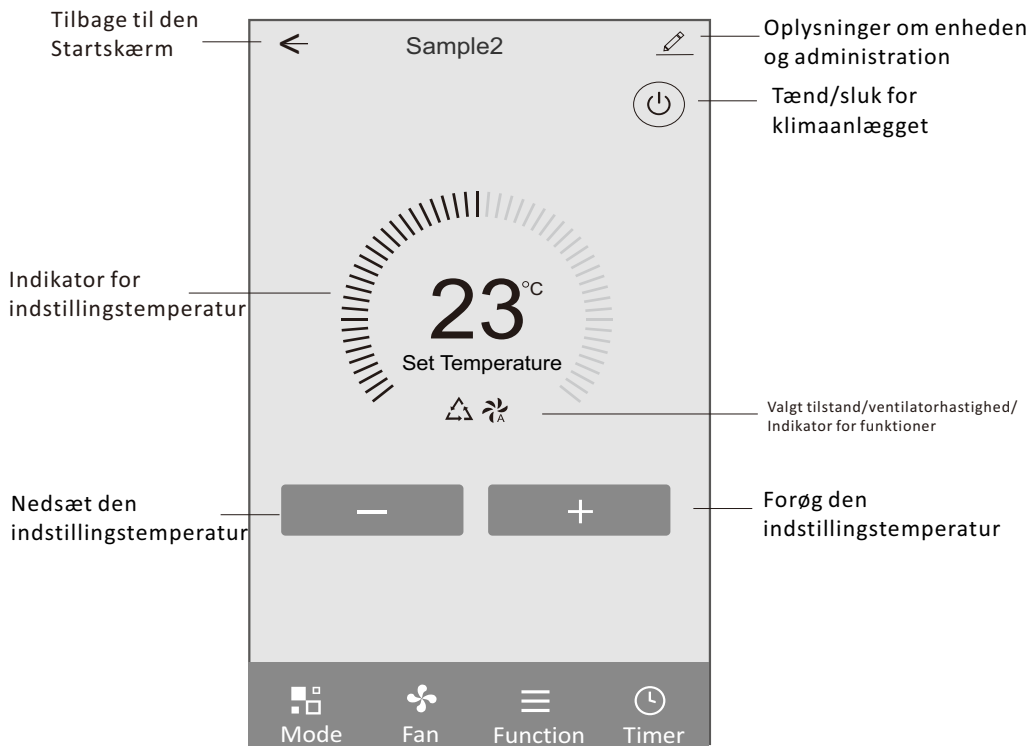 Tilbage til den
Startskærm
Sample2
Oplysninger om enheden
og administration
Tænd/sluk for
klimaanlægget
Indikator for
indstillingstemperatur
23°C
Set Temperature
A
Valgt tilstand/ventilatorhastighed/
Indikator for funktioner
Nedsæt den
indstillingstemperatur
Forøg den
indstillingstemperatur
Mode
Fan
Function
Timer